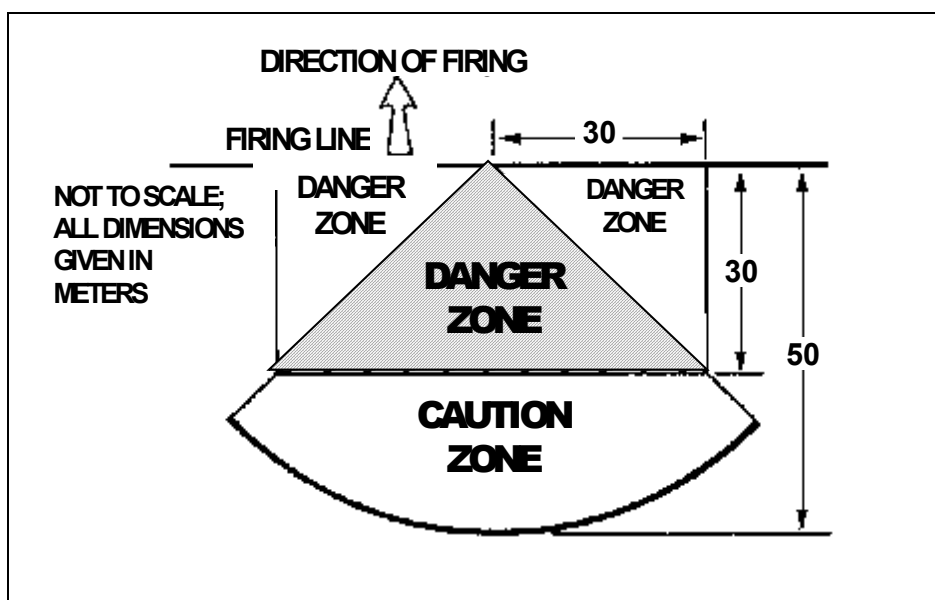 DIRECTION OF FIRING
FIRING LINE
30
NOT TO SCALE;
ALL DIMENSIONS
GIVEN IN
METERS
DANGER
ZONE
DANGER
ZONE
DANGER
ZONE
30
50
CAUTION
ZONE